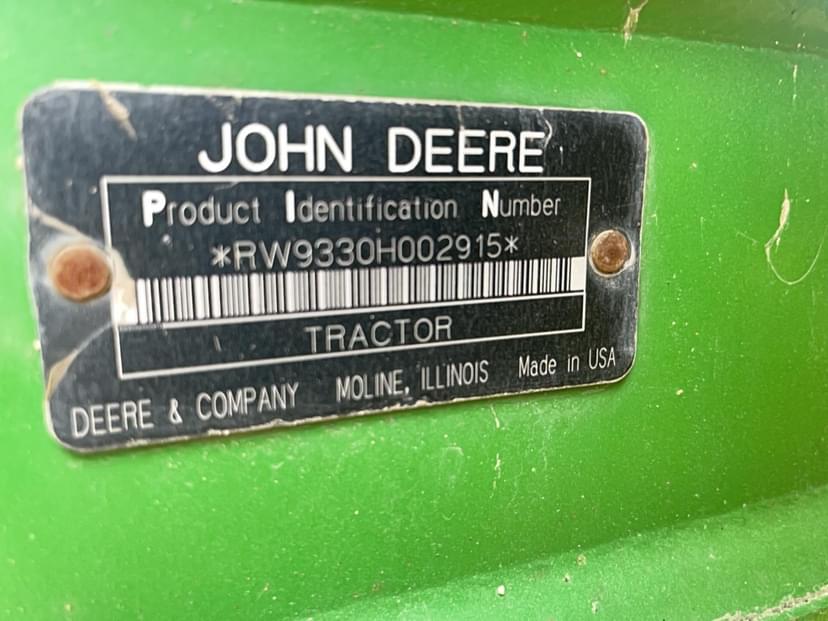 JOHN DEERE
Product Identification Number
*RW9330H002915*
TRACTOR
DEERE & COMPANY MOLINE, ILLINOIS Made in USA